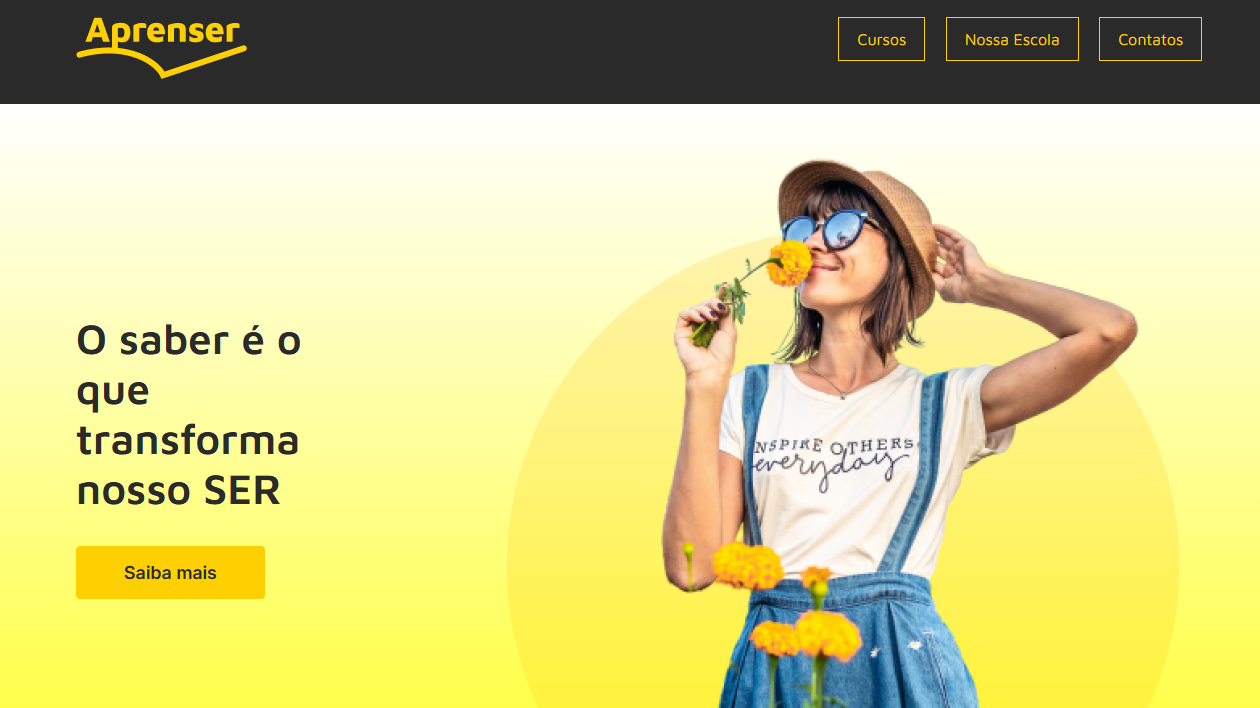 Aprenser
Cursos
Nossa Escola
Contatos
O saber é o
que
transforma
nosso SER
Saiba mais
NSPIRE OTHERS
everyday